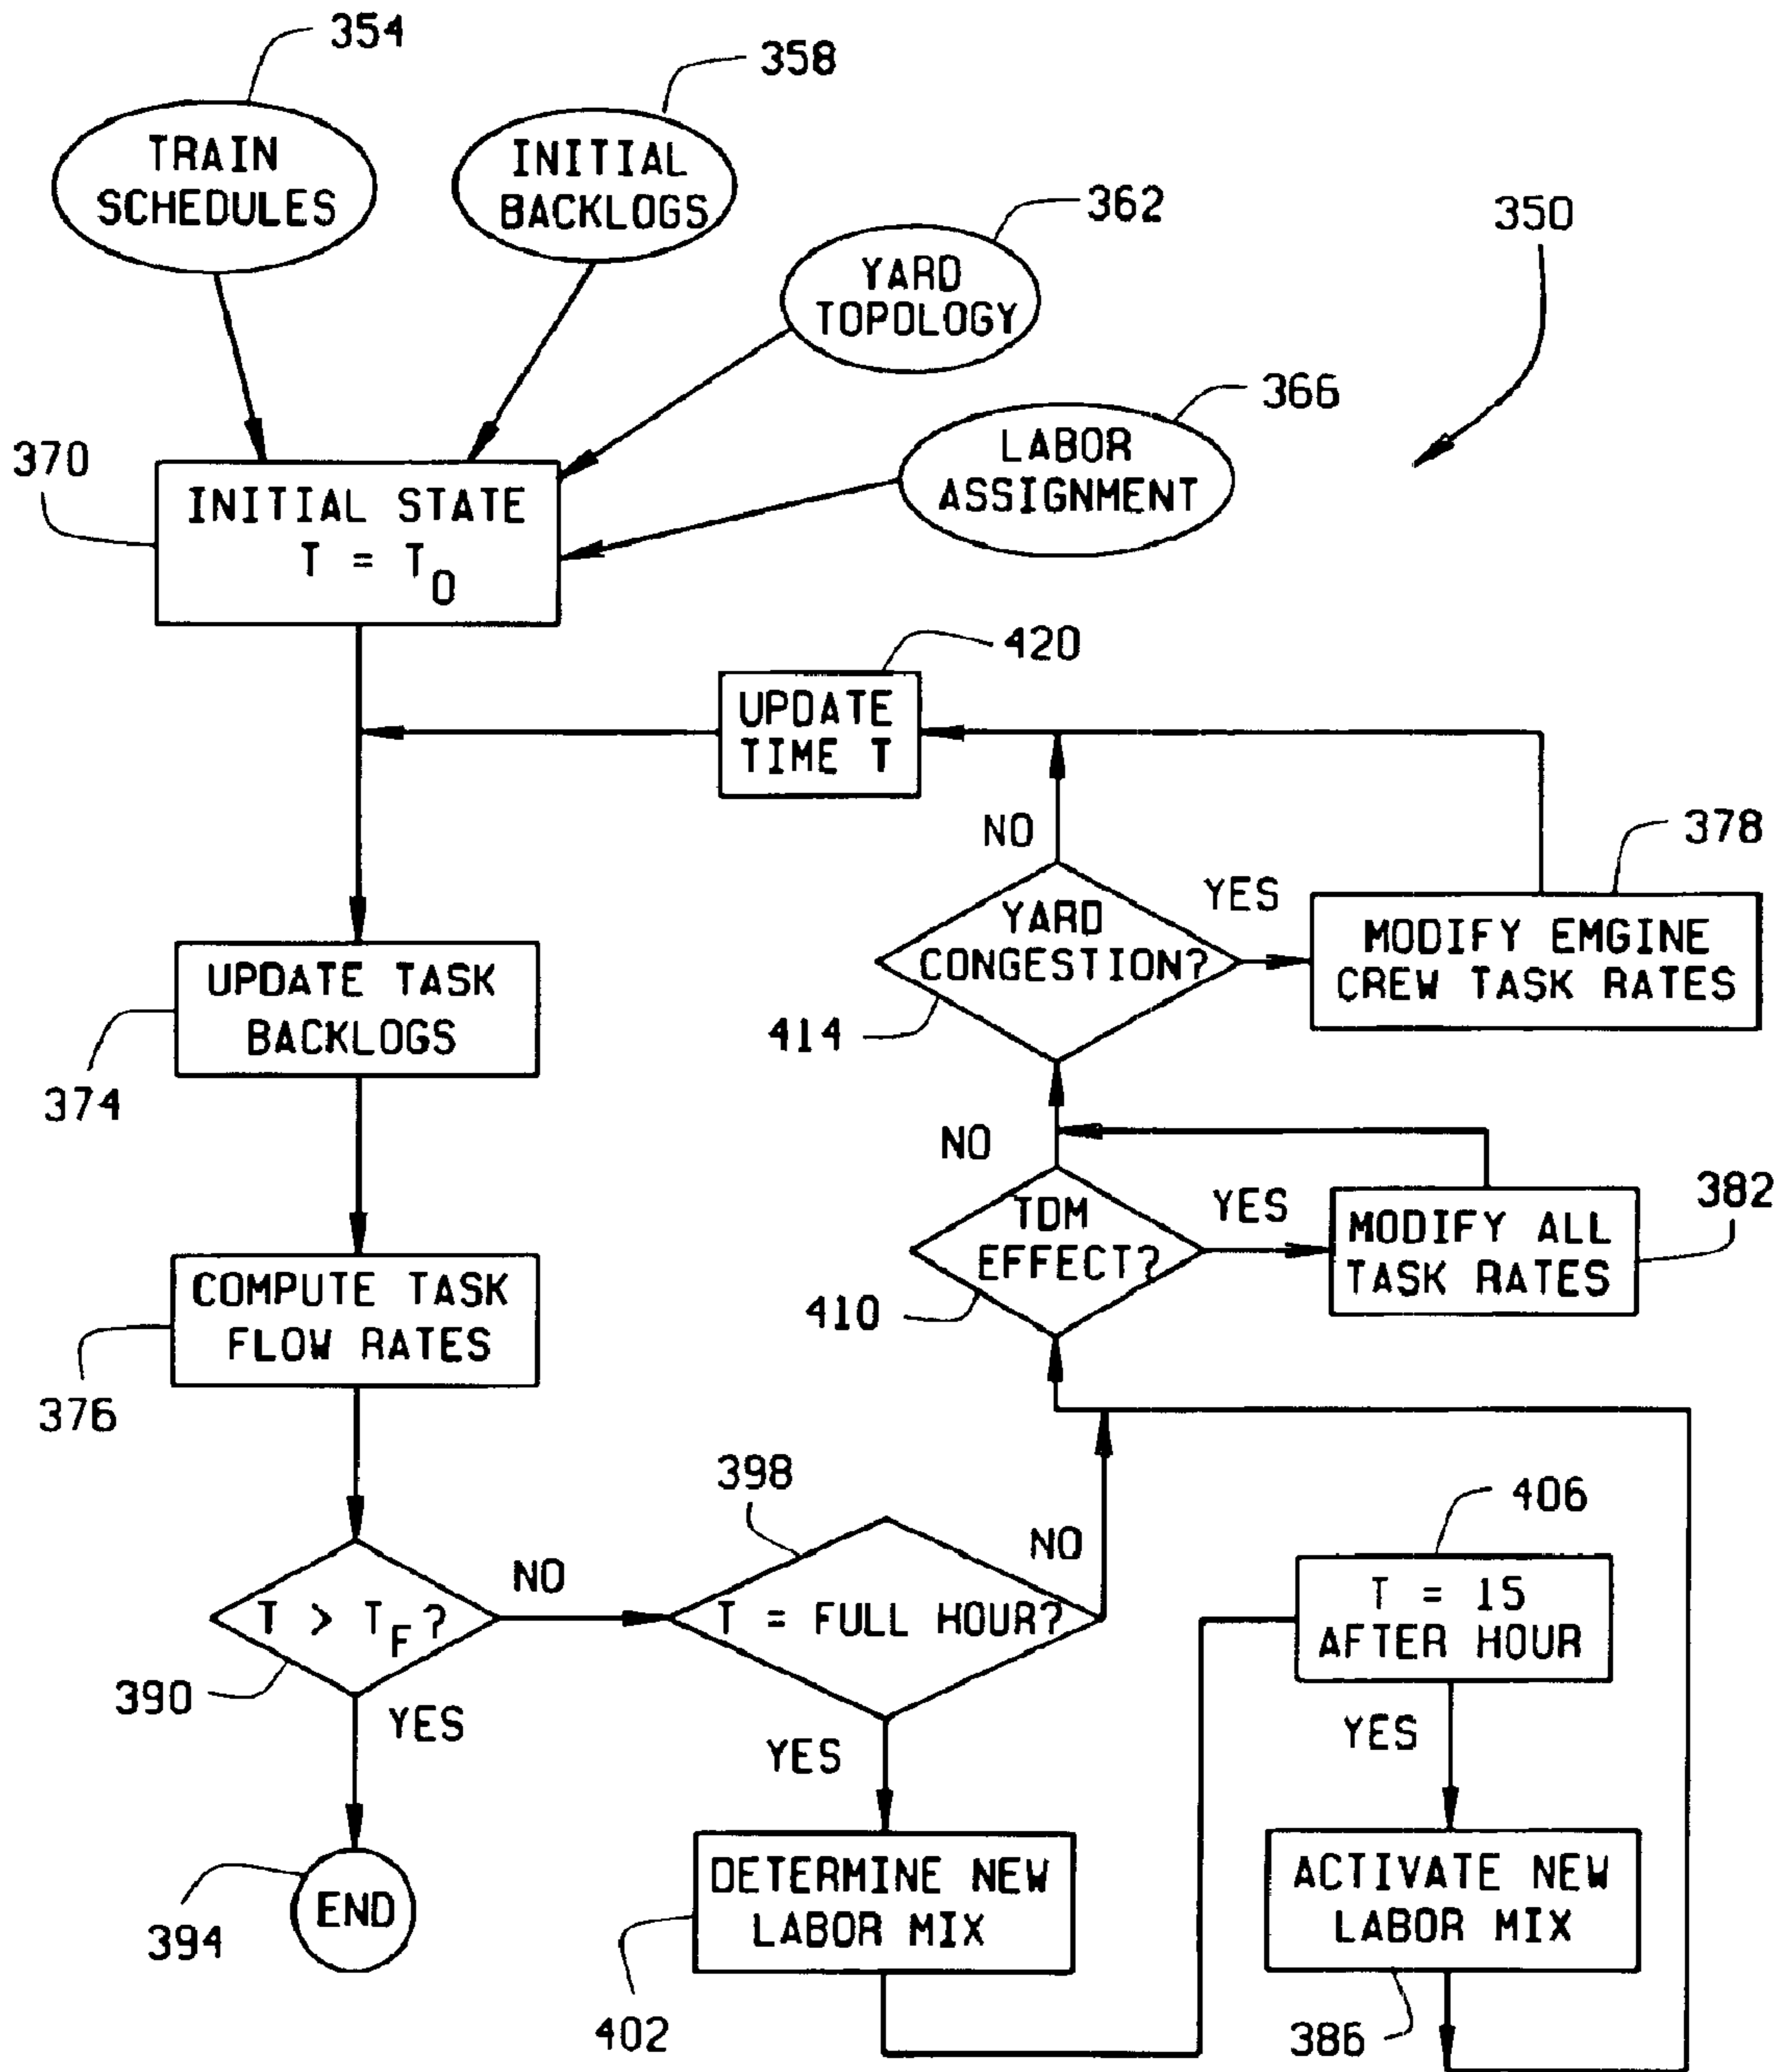 354
358
TRAIN
SCHEDULES
INITIAL
BACKLOGS
362
350
YARD
TOPOLOGY
366
LABOR
ASSIGNMENT
370
INITIAL STATE
T = T0
420
UPDATE
TIME T
NO
378
YARD
CONGESTION?
YES
MODIFY EMGINE
CREW TASK RATES
414
UPDATE TASK
BACKLOGS
374
NO
382
TDM
EFFECT?
YES
MODIFY ALL
TASK RATES
410
COMPUTE TASK
FLOW RATES
376
398
406
NO
NO
T > TF?
T = FULL HOUR?
T = 15
AFTER HOUR
390
YES
YES
YES
END
394
DETERMINE NEW
LABOR MIX
402
ACTIVATE NEW
LABOR MIX
386